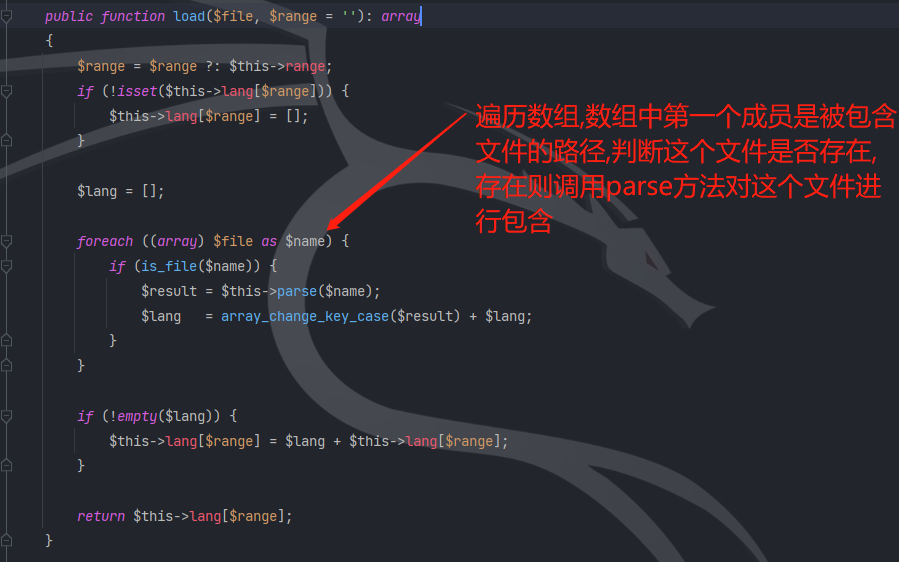 public function load($file, $range = ''): array
{
$range = $range ?: $this->range;
if (!isset($this->lang[$range])) {
$this->lang[$range] = [];
}
$lang = [];
foreach ((array) $file as $name) {
if (is_file($name)) {
$result = $this->parse($name);
$lang   = array_change_key_case($result) + $lang;
}
}
if (!empty($lang)) {
$this->lang[$range] = $lang + $this->lang[$range];
}
return $this->lang[$range];
}
遍历数组,数组中第一个成员是被包含
文件的路径,判断这个文件是否存在,
存在则调用parse方法对这个文件进
行包含